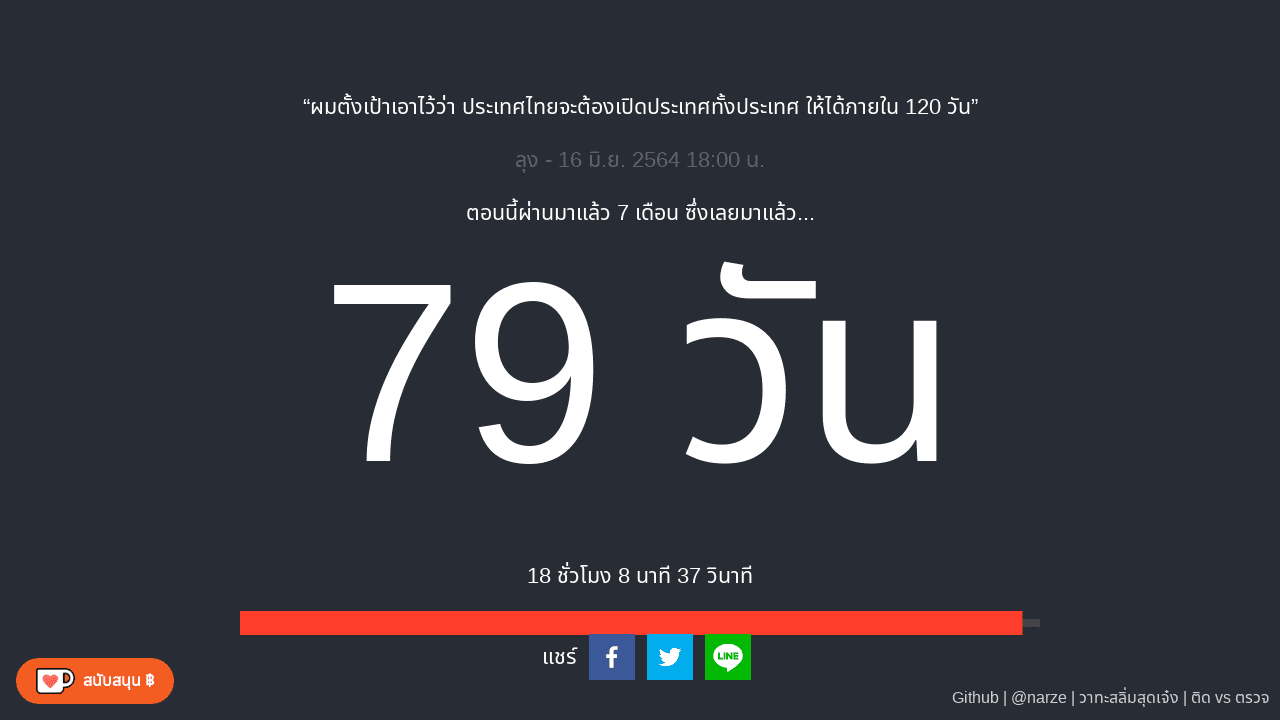 “ผมตั้งเป้าเอาไว้ว่า ประเทศไทยจะต้องเปิดประเทศทั้งประเทศ ให้ได้ภายใน 120 วัน”
ลุง - 16 มิ.ย. 2564 18:00 น.
ตอนนี้ผ่านมาแล้ว 7 เดือน ซึ่งเลยมาแล้ว...
79 วัน
18 ชั่วโมง 8 นาที 37 วินาที
แชร์
LINE
สนับสนุน ฿
Github | @narze | วาทะสลิ่มสุดเจ๋ง | ติด vs ตรวจ